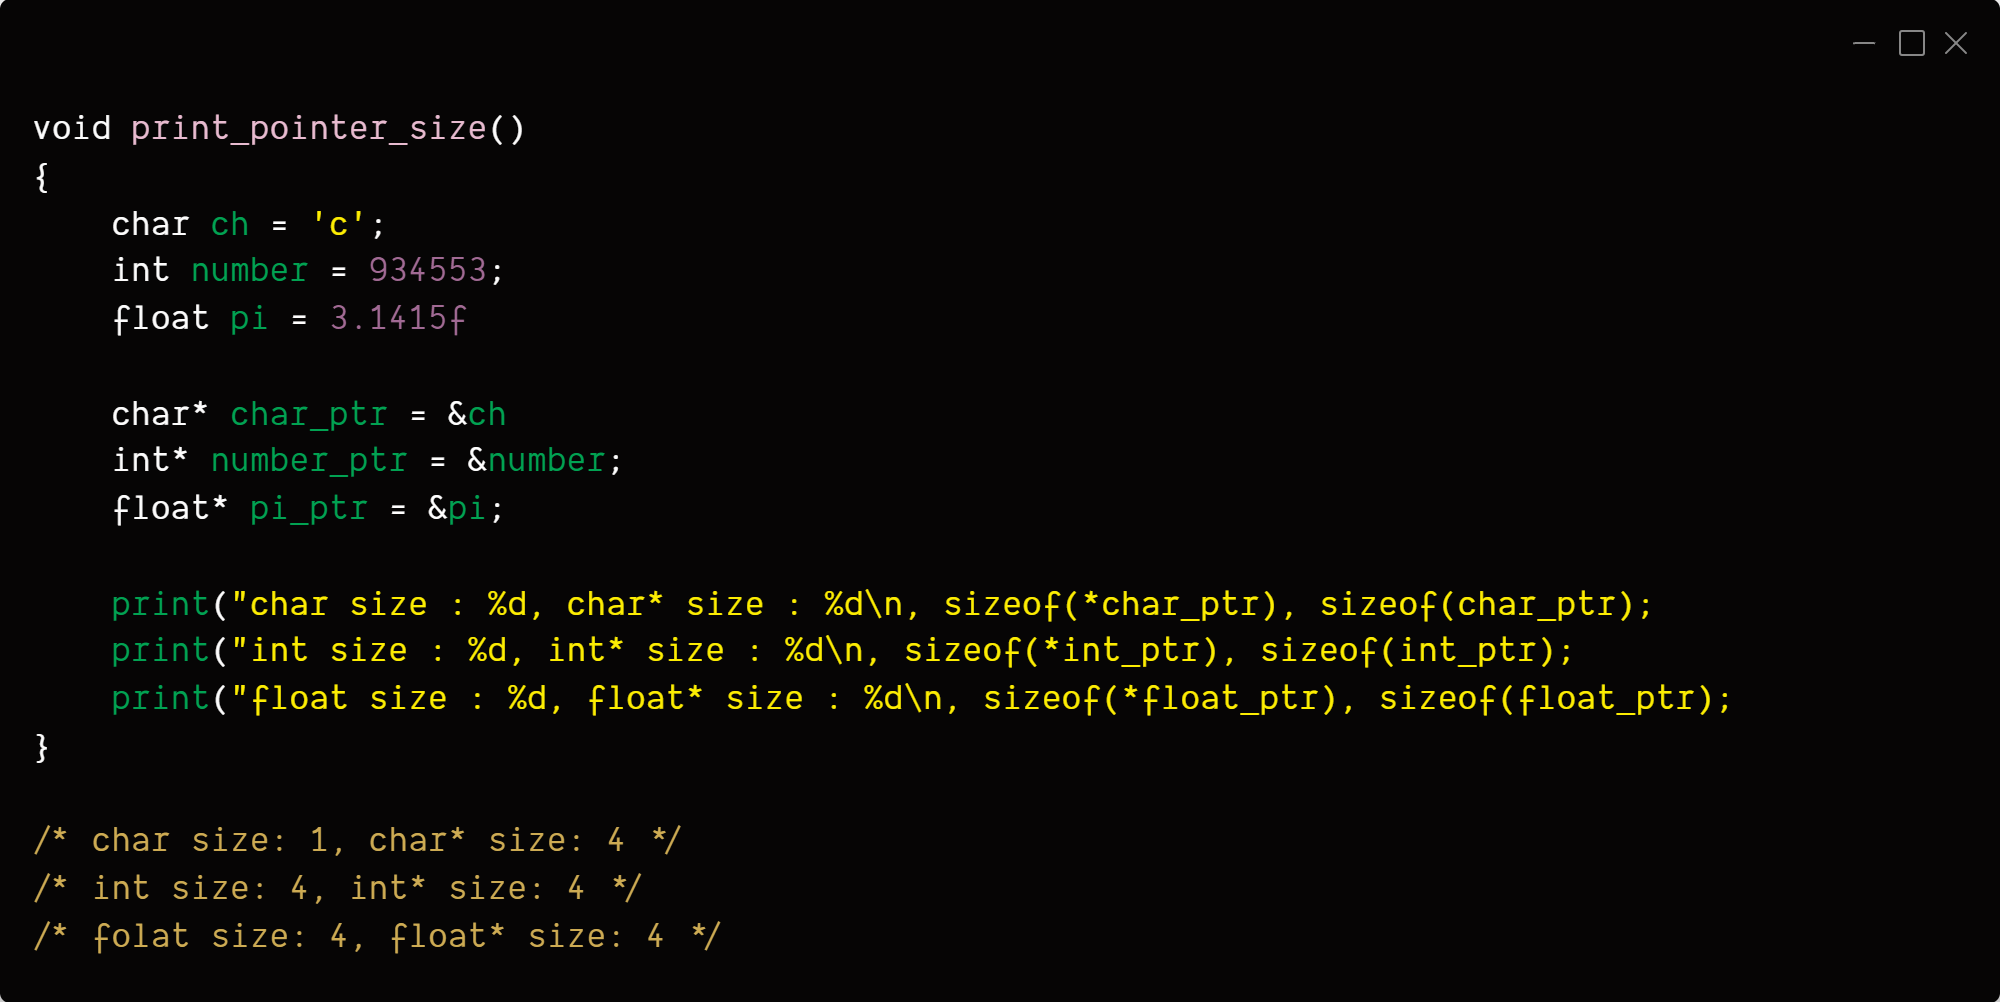 void print_pointer_size()
{
    char ch = 'c';
    int number = 934553;
    float pi = 3.1415f
    char* char_ptr = &ch
    int* number_ptr = &number;
    float* pi_ptr = &pi;
    print("char size : %d, char* size : %d\n, sizeof(*char_ptr), sizeof(char_ptr);
    print("int size : %d, int* size : %d\n, sizeof(*int_ptr), sizeof(int_ptr);
    print("float size : %d, float* size : %d\n, sizeof(*float_ptr), sizeof(float_ptr);
}
/* char size: 1, char* size: 4 */
/* int size: 4, int* size: 4 */
/* folat size: 4, float* size: 4 */